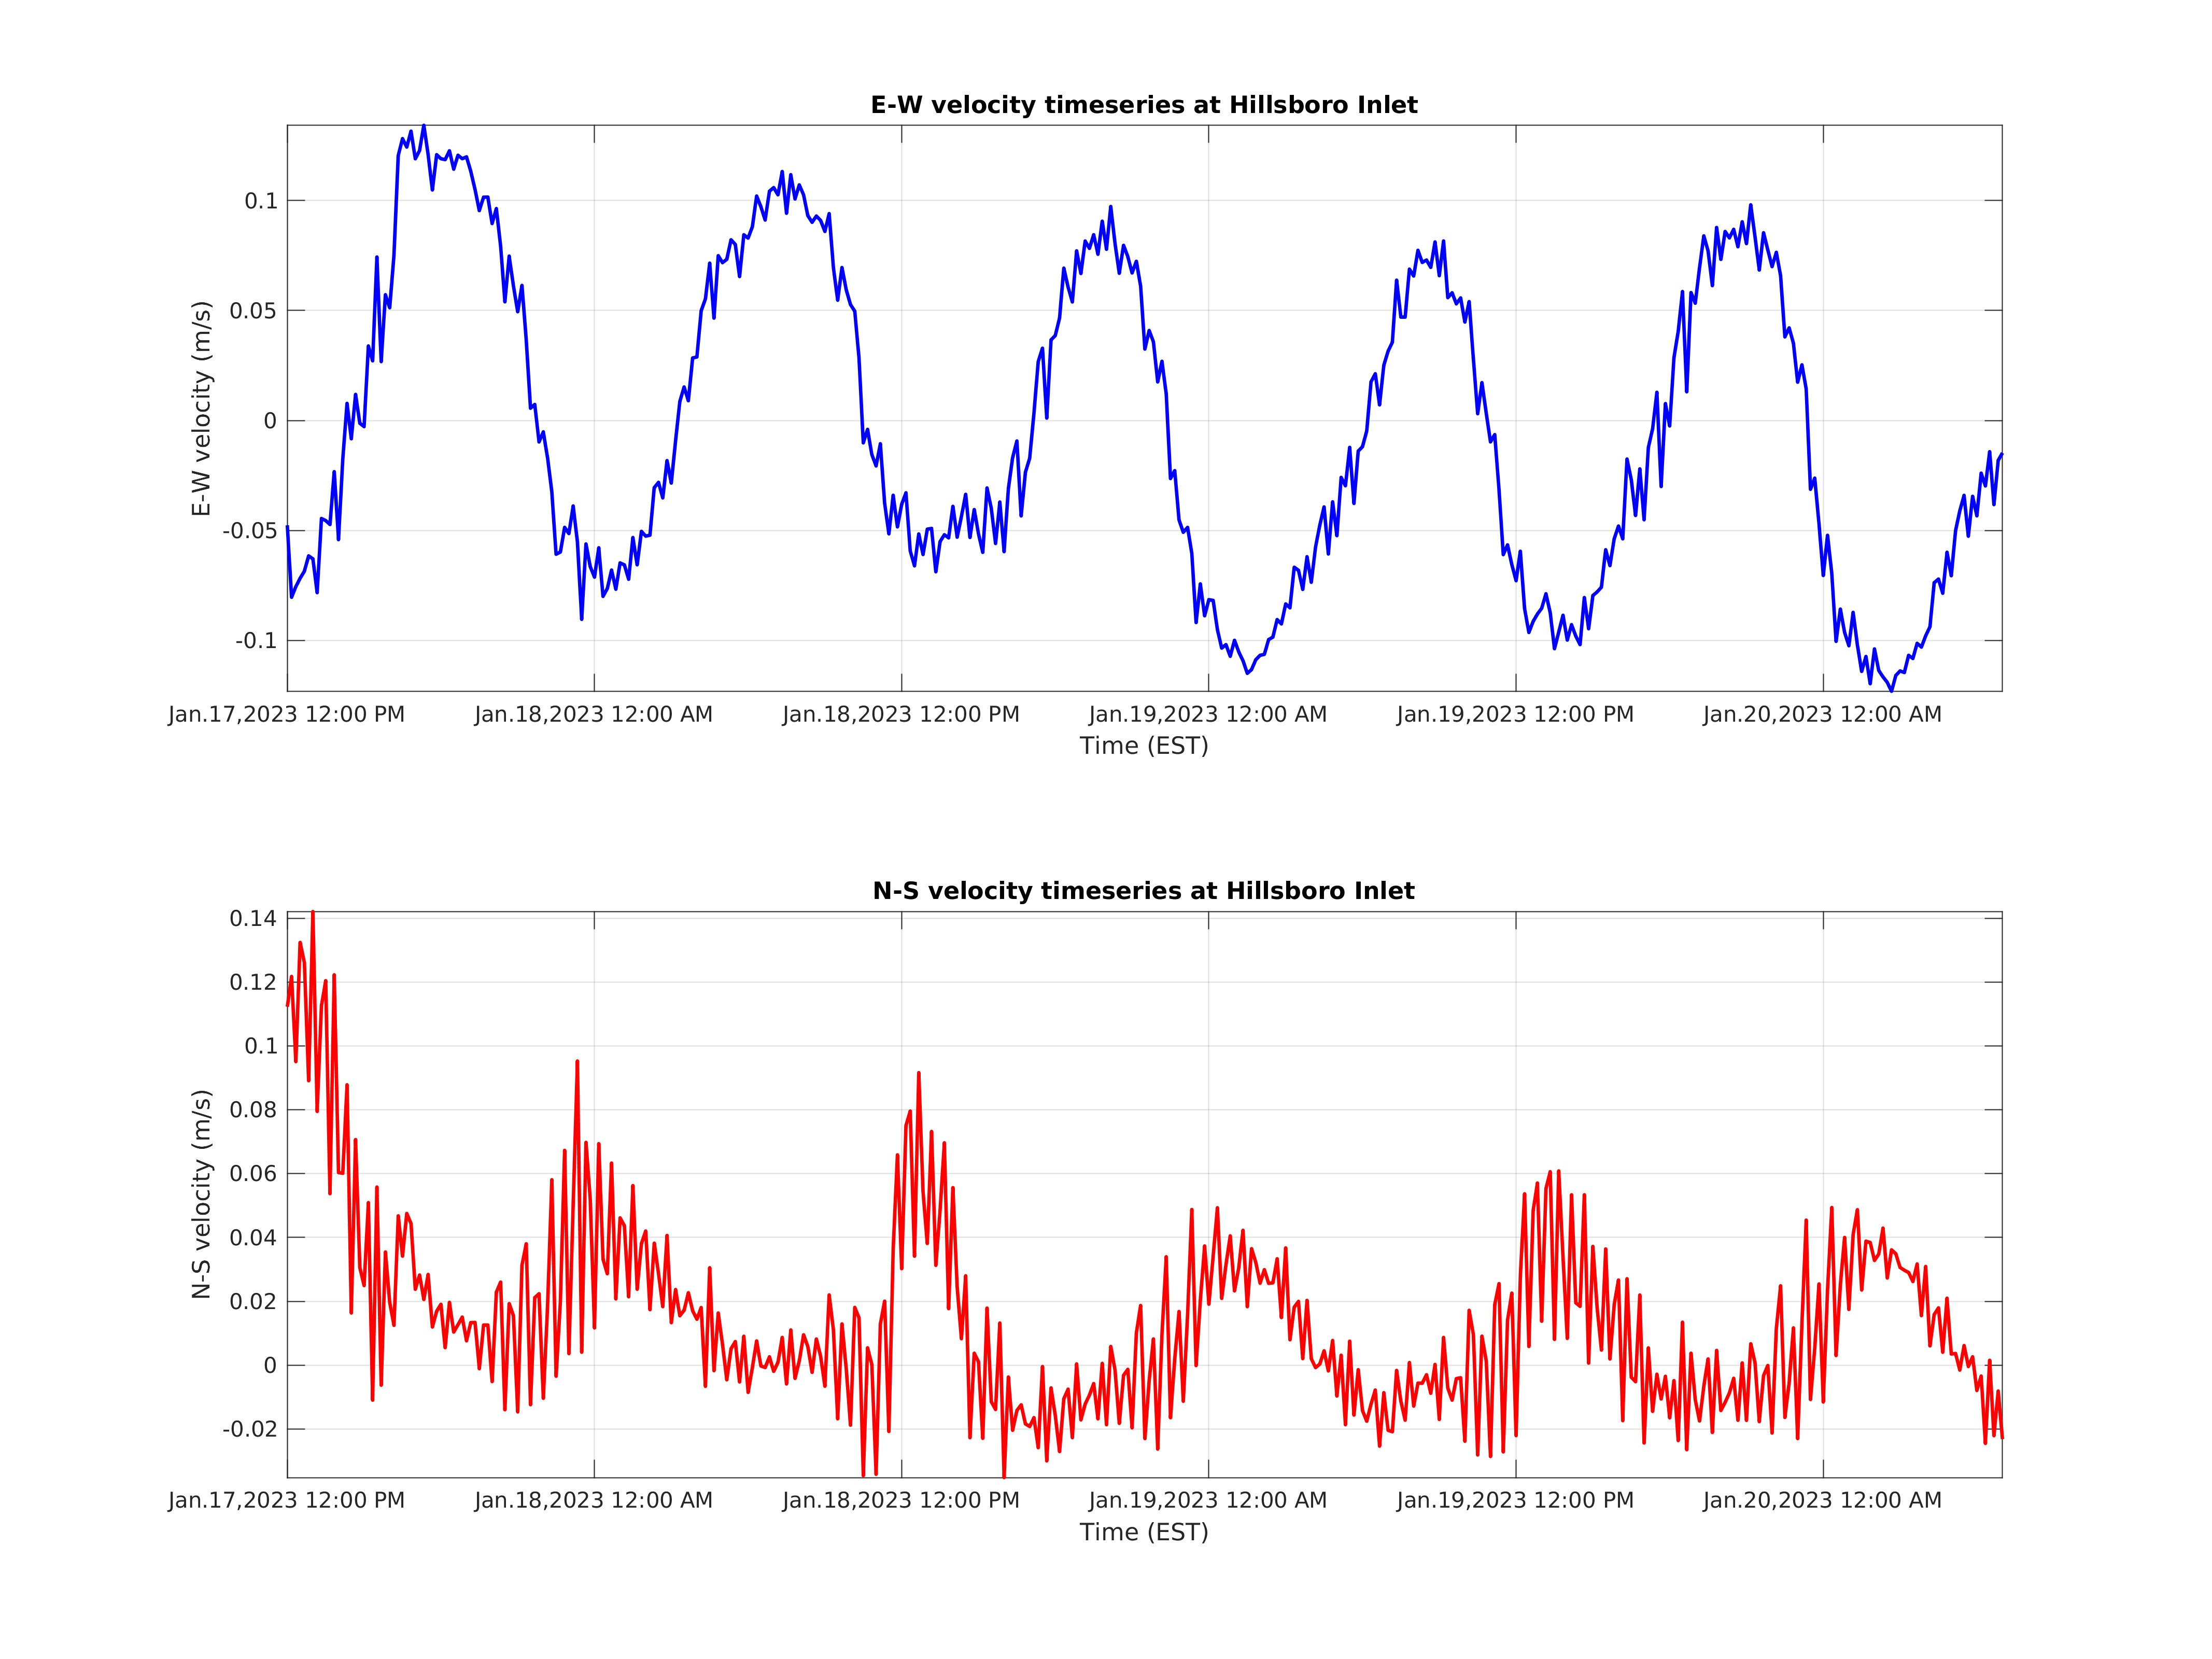 E-W velocity timeseries at Hillsboro Inlet
E-W velocity (m/s)
0.1
0.05
0
-0.05
-0.1
Jan.17,2023 12:00 PM Jan.18,2023 12:00 AM Jan.18,2023 12:00 PM Jan.19,2023 12:00 AM Jan.19,2023 12:00 PM Jan.20,2023 12:00 AM
Time (EST)
N-S velocity timeseries at Hillsboro Inlet
N-S velocity (m/s)
0.14
0.12
0.1
0.08
0.06
0.04
0.02
0
-0.02
Jan.17,2023 12:00 PM Jan.18,2023 12:00 AM Jan.18,2023 12:00 PM Jan.19,2023 12:00 AM Jan.19,2023 12:00 PM Jan.20,2023 12:00 AM
Time (EST)